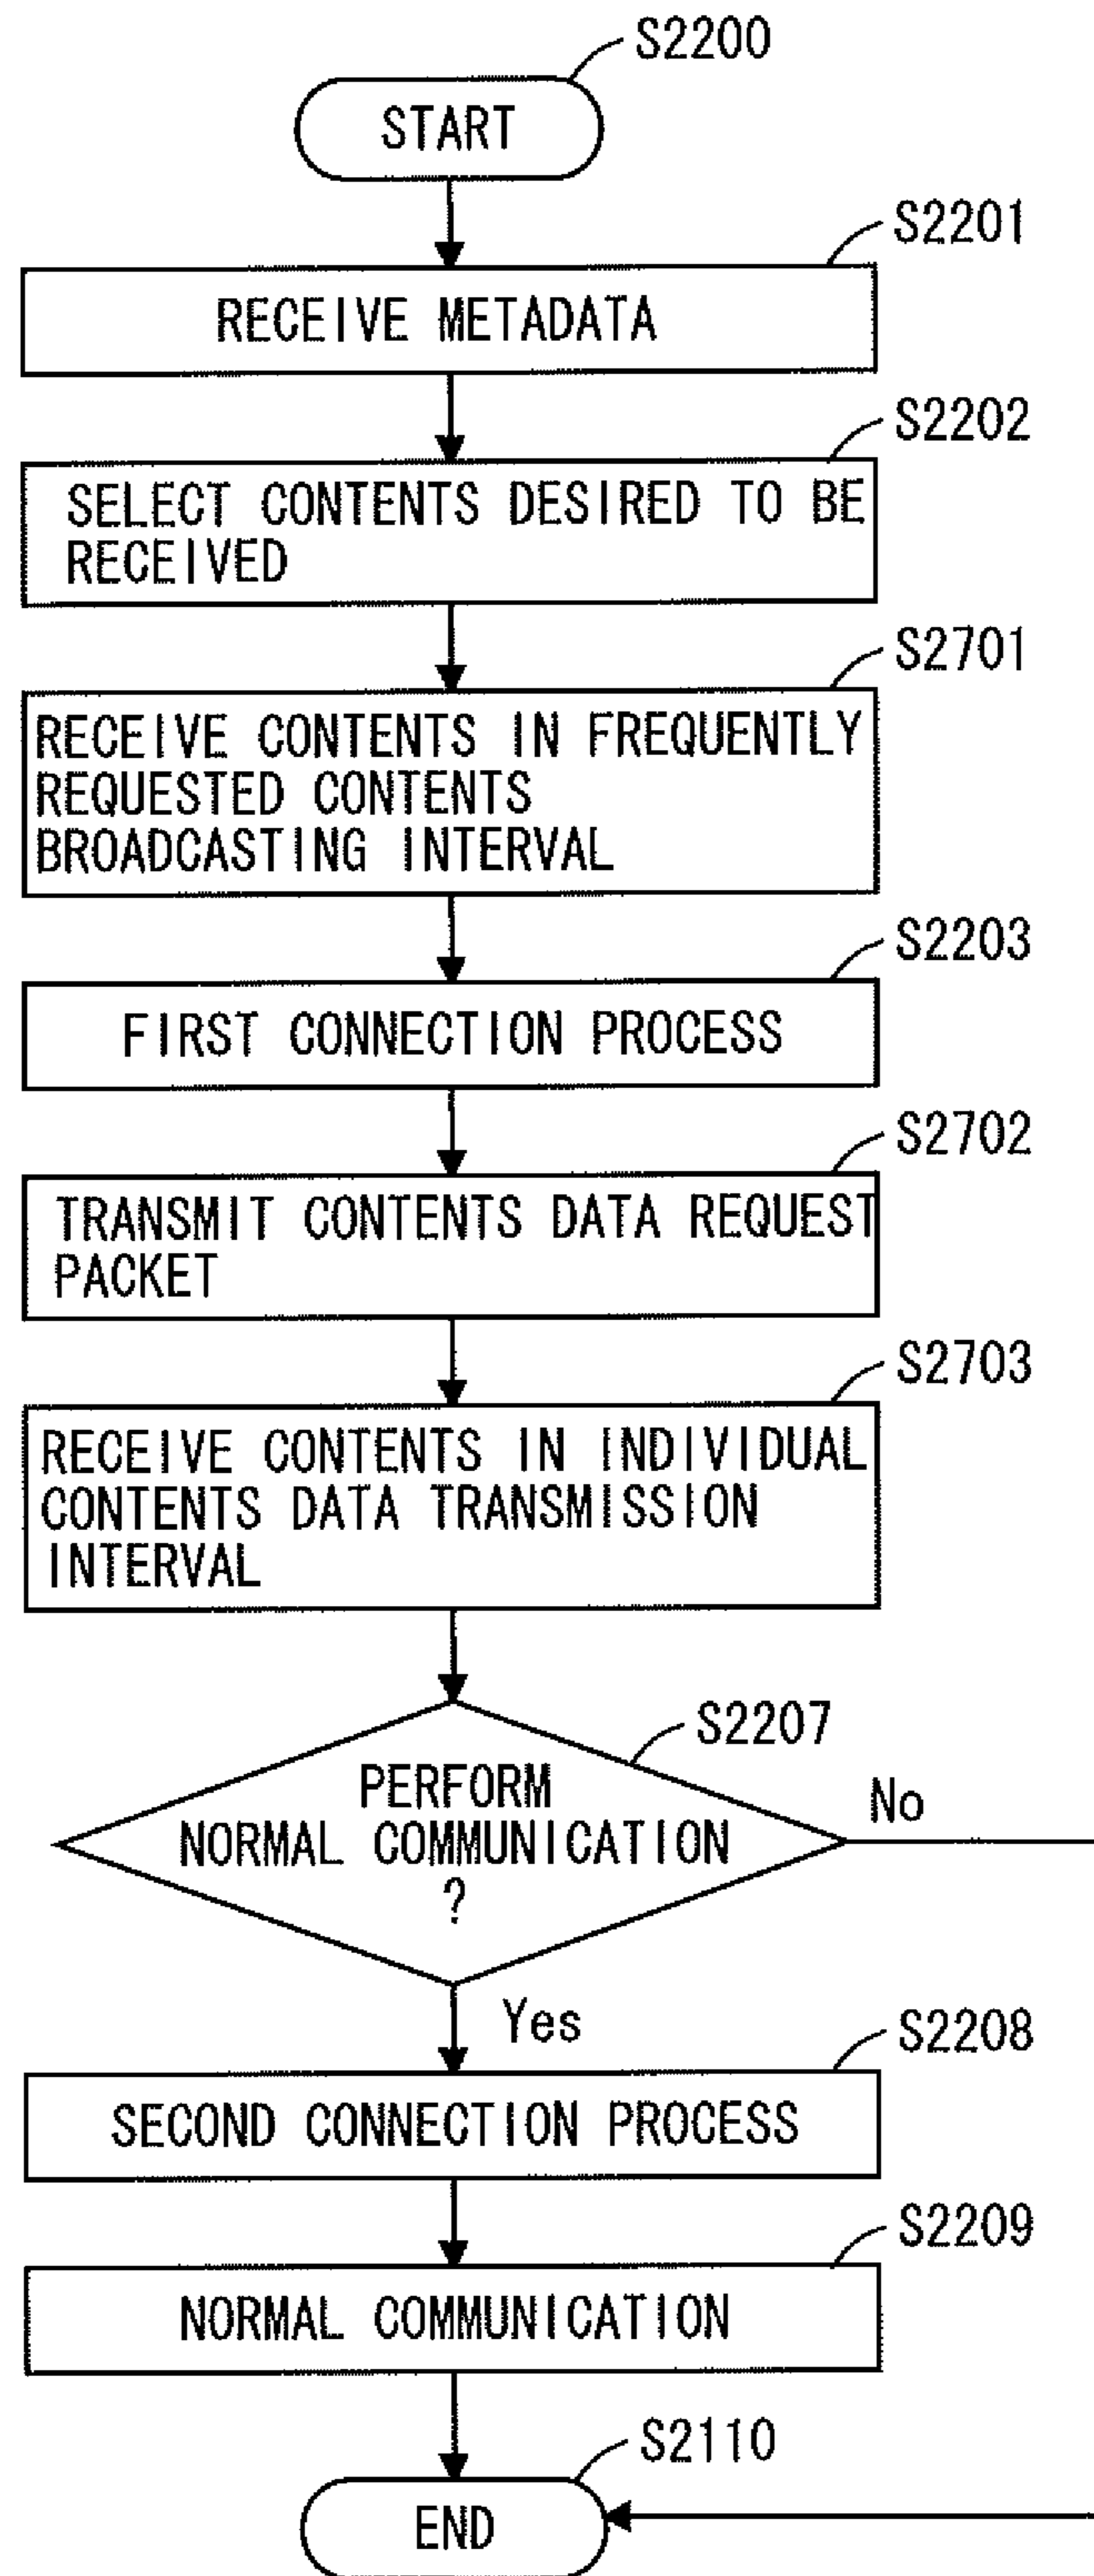 S2200
START
S2201
RECEIVE METADATA
S2202
SELECT CONTENTS DESIRED TO BE
RECEIVED
S2701
RECEIVE CONTENTS IN FREQUENTLY
REQUESTED CONTENTS
BROADCASTING INTERVAL
S2203
FIRST CONNECTION PROCESS
S2702
TRANSMIT CONTENTS DATA REQUEST
PACKET
S2703
RECEIVE CONTENTS IN INDIVIDUAL
CONTENTS DATA TRANSMISSION
INTERVAL
S2207
PERFORM
NORMAL COMMUNICATION
?
No
Yes
S2208
SECOND CONNECTION PROCESS
S2209
NORMAL COMMUNICATION
S2110
END